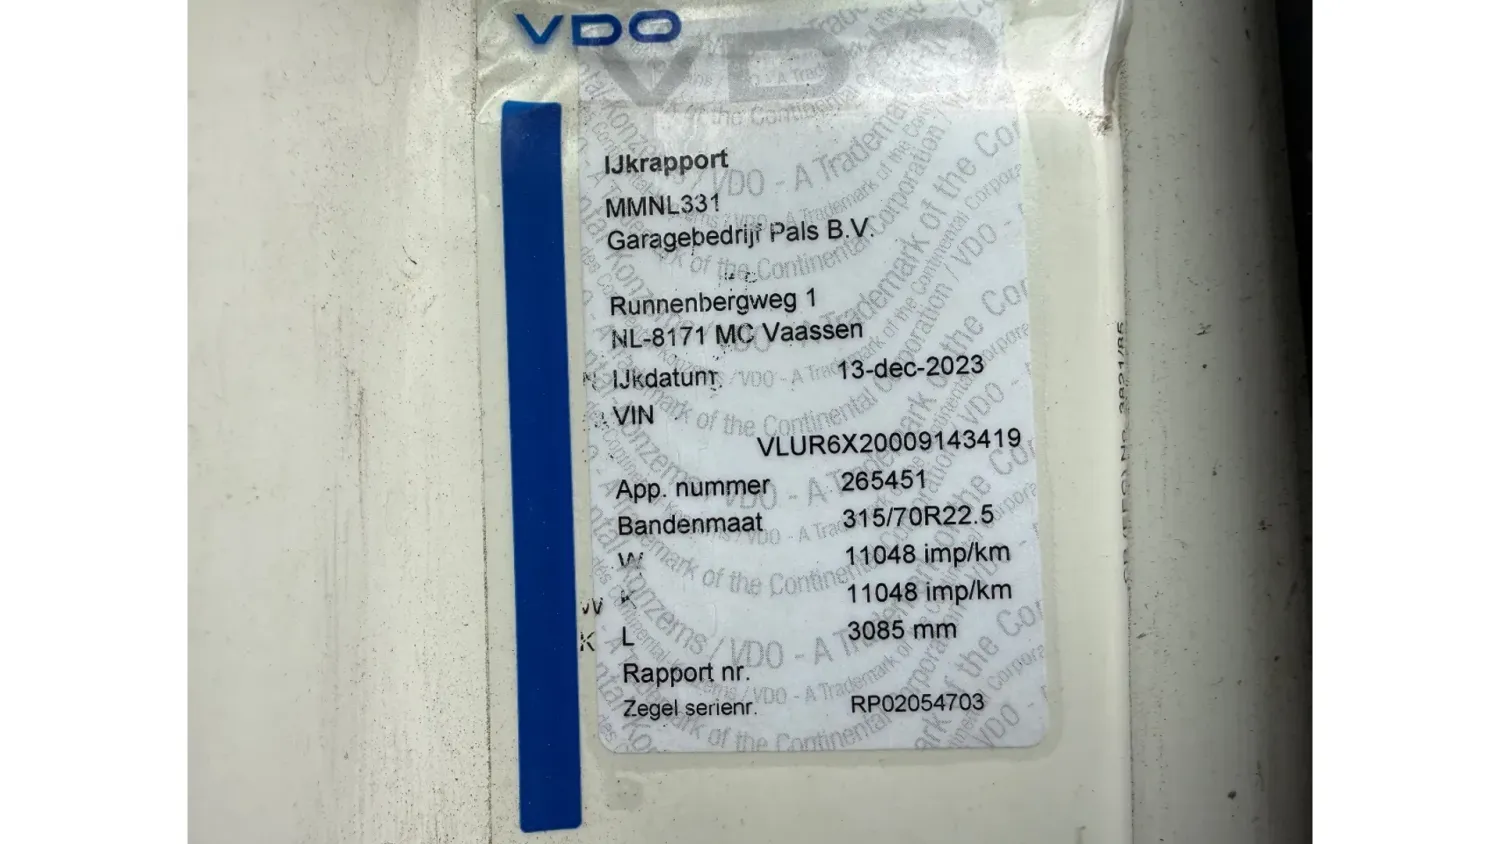 VDO
IJkrapport
MMNL331
Garagebedrijf Pals B.V.
Runnenbergweg 1
NL-8171 MC Vaassen
IJkdatum 13-dec-2023
VIN
VLUR6X20009143419
App. nummer 265451
Bandenmaat 315/70R22.5
W 11048 imp/km
K 11048 imp/km
L 3085 mm
Rapport nr.
Zegel serienr. RP02054703
W
K